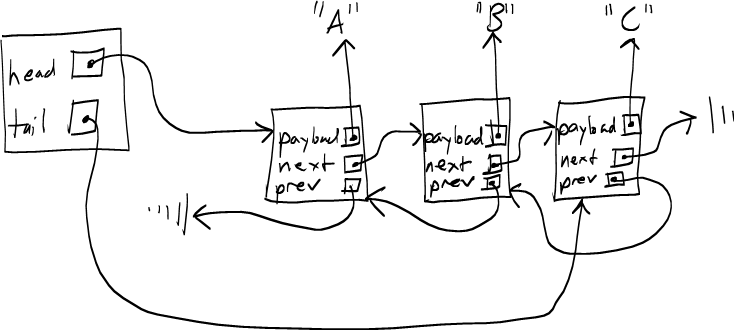 "A" "B" "C"
head
tail
payload
next
prev
payload
next
prev
payload
next
prev